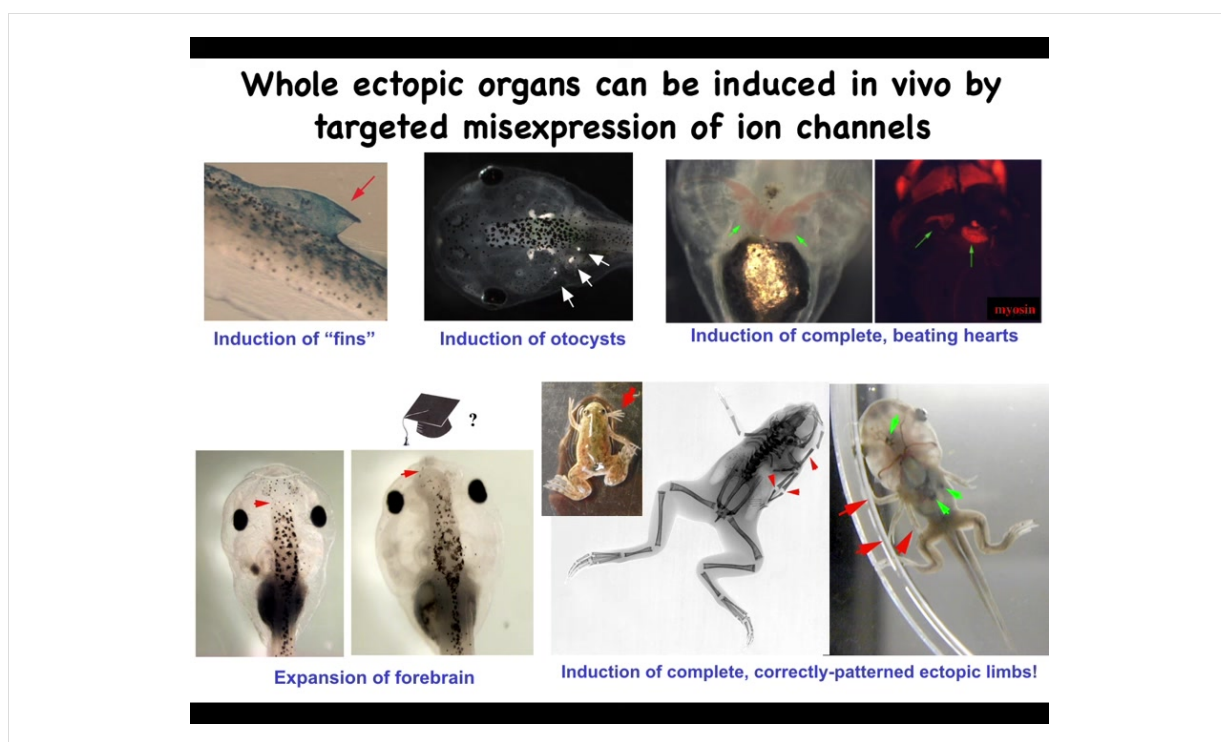 Whole ectopic organs can be induced in vivo by
targeted misexpression of ion channels
Induction of “fins”
Induction of otocysts
myosin
Induction of complete, beating hearts
?
Expansion of forebrain
Induction of complete, correctly-patterned ectopic limbs!